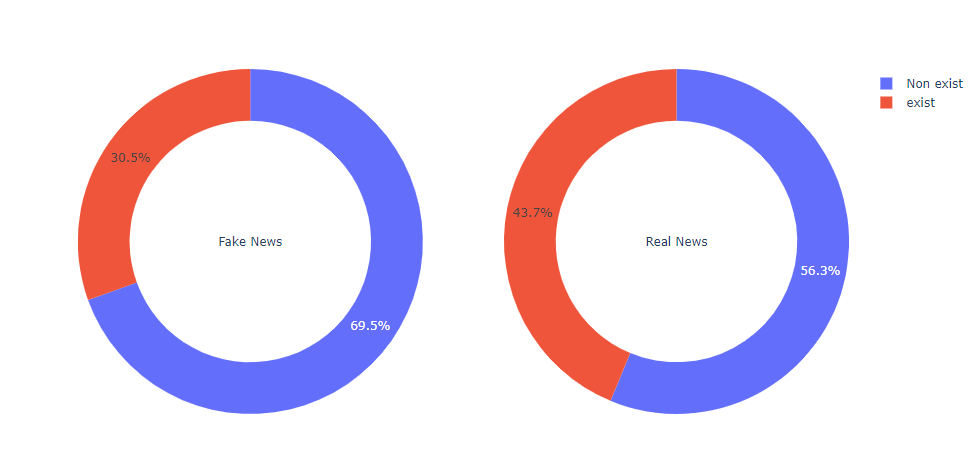 Non exist
exist
30.5%
Fake News
69.5%
43.7%
Real News
56.3%